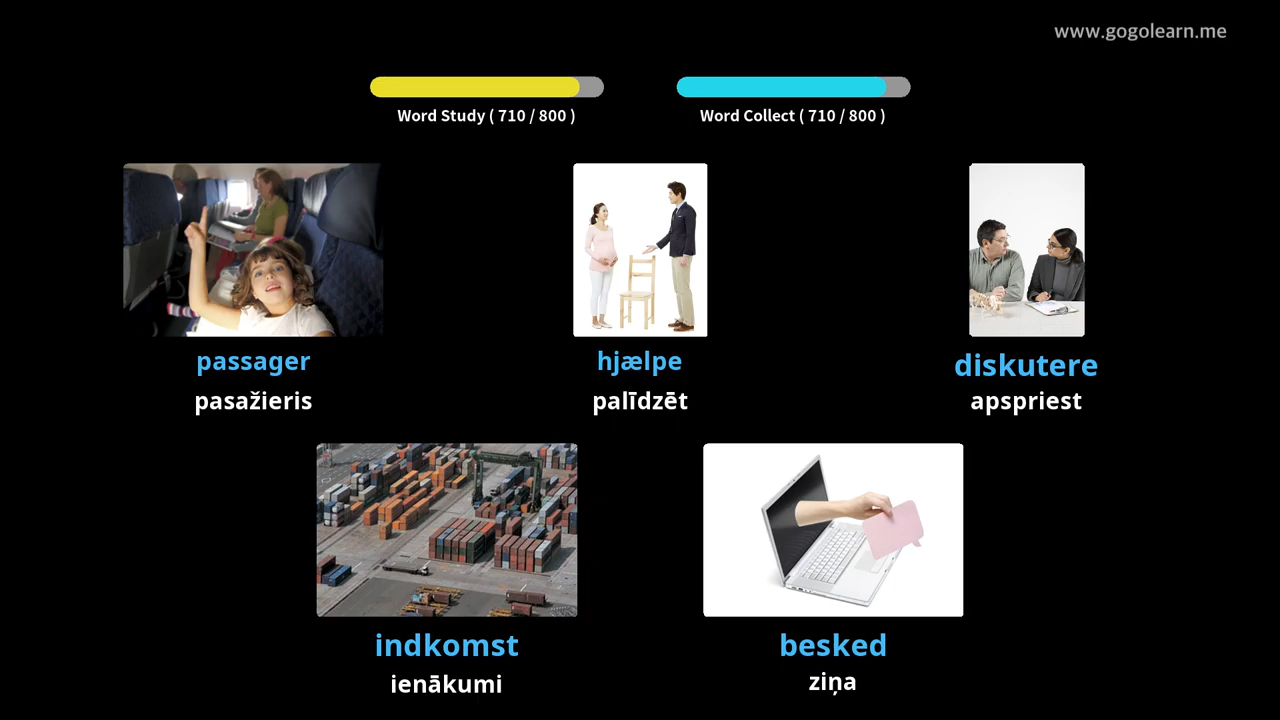 www.gogolearn.me
Word Study ( 710 / 800 )
Word Collect ( 710 / 800 )
passager
pasažieris
hjælpe
palīdzēt
diskutere
apspriest
indkomst
ienākumi
besked
ziņa